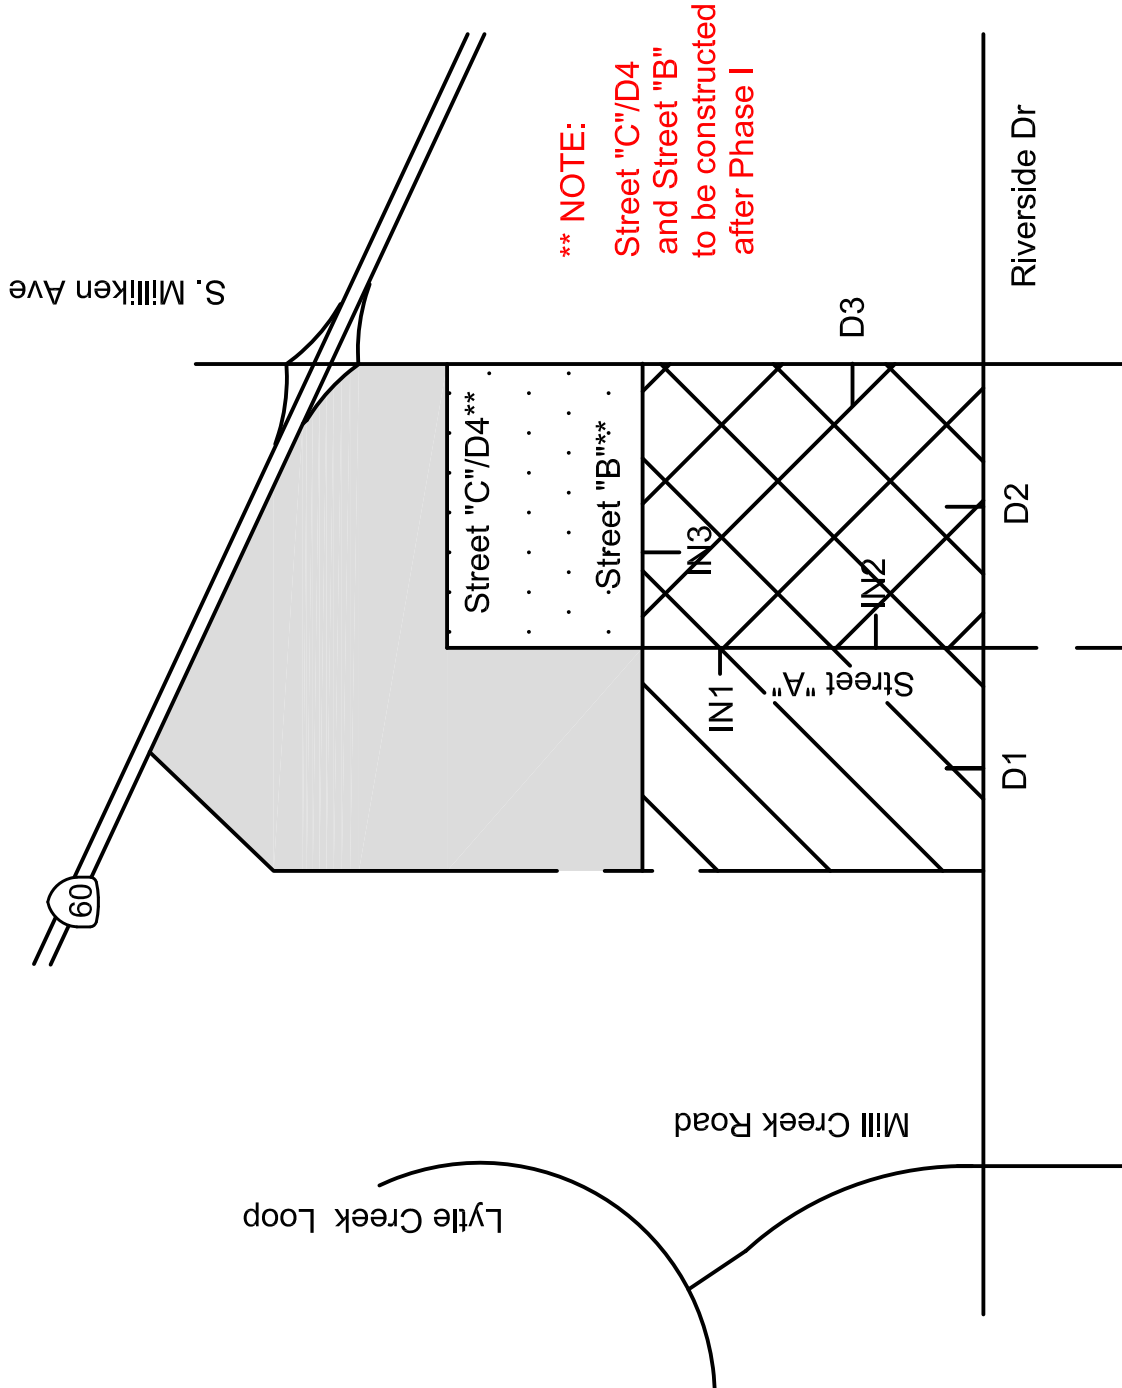 S. Milliken Ave
** NOTE:
Street "C"/D4
and Street "B"
to be constructed
after Phase I
Riverside Dr
D3
Street "C"/D4**
Street "B"**
IN3
D2
IN2
Street "A"
IN1
D1
60
Mill Creek Road
Lytle Creek Loop